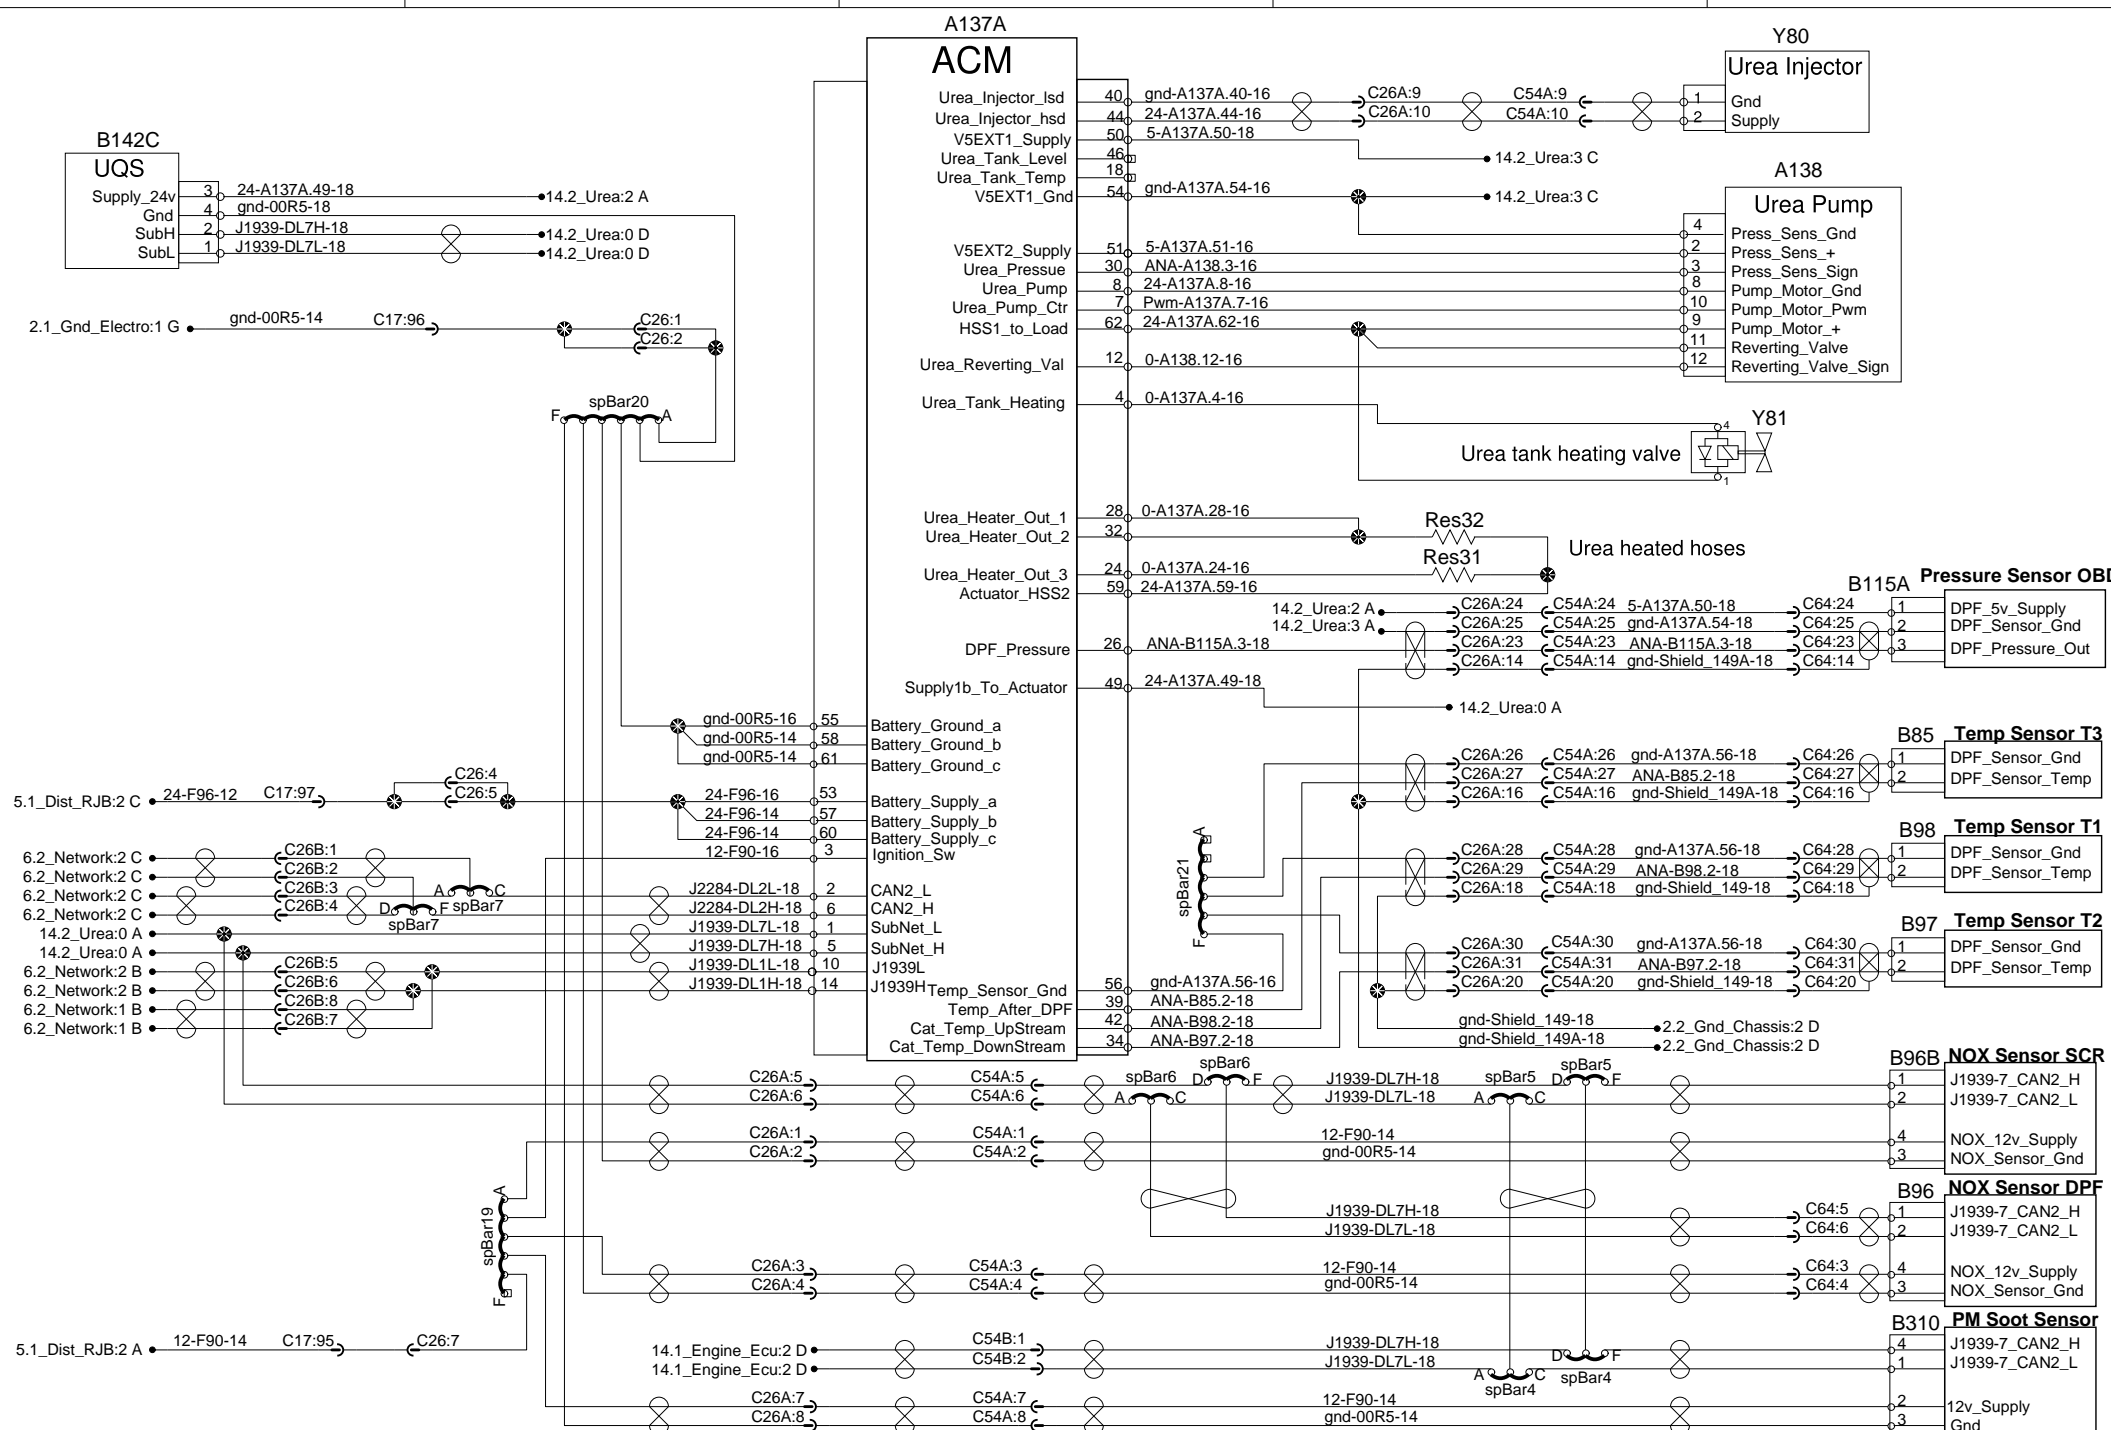 A137A
ACM
Urea_Injector_lsd 40 gnd-A137A.40-16 C26A:9 C54A:9
Urea_Injector_hsd 44 24-A137A.44-16 C26A:10 C54A:10
V5EXT1_Supply 50 5-A137A.50-18 14.2_Urea:3 C
Urea_Tank_Level 46
Urea_Tank_Temp 18
V5EXT1_Gnd 54 gnd-A137A.54-16 14.2_Urea:3 C
V5EXT2_Supply 51 5-A137A.51-16
Urea_Pressue 30 ANA-A138.3-16
Urea_Pump 8 24-A137A.8-16
Urea_Pump_Ctr 7 Pwm-A137A.7-16
HSS1_to_Load 62 24-A137A.62-16
Urea_Reverting_Val 12 0-A138.12-16
Urea_Tank_Heating 4 0-A137A.4-16
Urea_Heater_Out_1 28 0-A137A.28-16
Urea_Heater_Out_2 32
Urea_Heater_Out_3 24 0-A137A.24-16
Actuator_HSS2 59 24-A137A.59-16
DPF_Pressure 26 ANA-B115A.3-18
Supply1b_To_Actuator 49 24-A137A.49-18
14.2_Urea:0 A
Y80
Urea Injector
1 Gnd
2 Supply
A138
Urea Pump
4 Press_Sens_Gnd
2 Press_Sens_+
3 Press_Sens_Sign
8 Pump_Motor_Gnd
10 Pump_Motor_Pwm
9 Pump_Motor_+
11 Reverting_Valve
12 Reverting_Valve_Sign
Y81
4
Urea tank heating valve
1
Res32
Res31
Urea heated hoses
B142C
UQS
Supply_24v 3 24-A137A.49-18 14.2_Urea:2 A
Gnd 4 gnd-00R5-18
SubH 2 J1939-DL7H-18 14.2_Urea:0 D
SubL 1 J1939-DL7L-18 14.2_Urea:0 D
2.1_Gnd_Electro:1 G gnd-00R5-14 C17:96 C26:1
C26:2
F spBar20 A
gnd-00R5-16 55 Battery_Ground_a
gnd-00R5-14 58 Battery_Ground_b
gnd-00R5-14 61 Battery_Ground_c
C26:4
5.1_Dist_RJB:2 C 24-F96-12 C17:97 C26:5
24-F96-16 53 Battery_Supply_a
24-F96-14 57 Battery_Supply_b
24-F96-14 60 Battery_Supply_c
12-F90-16 3 Ignition_Sw
6.2_Network:2 C C26B:1
6.2_Network:2 C C26B:2
6.2_Network:2 C C26B:3 A C J2284-DL2L-18 2 CAN2_L
spBar7
6.2_Network:2 C C26B:4 D F J2284-DL2H-18 6 CAN2_H
spBar7
14.2_Urea:0 A J1939-DL7L-18 1 SubNet_L
14.2_Urea:0 A J1939-DL7H-18 5 SubNet_H
6.2_Network:2 B C26B:5 J1939-DL1L-18 10 J1939L
6.2_Network:2 B C26B:6 J1939-DL1H-18 14 J1939H
6.2_Network:1 B C26B:8
6.2_Network:1 B C26B:7
Temp_Sensor_Gnd 56 gnd-A137A.56-16
Temp_After_DPF 39 ANA-B85.2-18
Cat_Temp_UpStream 42 ANA-B98.2-18
Cat_Temp_DownStream 34 ANA-B97.2-18
A spBar21 F
B115A Pressure Sensor OBD
14.2_Urea:2 A C26A:24 C54A:24 5-A137A.50-18 C64:24 1 DPF_5v_Supply
14.2_Urea:3 A C26A:25 C54A:25 gnd-A137A.54-18 C64:25 2 DPF_Sensor_Gnd
C26A:23 C54A:23 ANA-B115A.3-18 C64:23 3 DPF_Pressure_Out
C26A:14 C54A:14 gnd-Shield_149A-18 C64:14
B85 Temp Sensor T3
C26A:26 C54A:26 gnd-A137A.56-18 C64:26 1 DPF_Sensor_Gnd
C26A:27 C54A:27 ANA-B85.2-18 C64:27 2 DPF_Sensor_Temp
C26A:16 C54A:16 gnd-Shield_149A-18 C64:16
B98 Temp Sensor T1
C26A:28 C54A:28 gnd-A137A.56-18 C64:28 1 DPF_Sensor_Gnd
C26A:29 C54A:29 ANA-B98.2-18 C64:29 2 DPF_Sensor_Temp
C26A:18 C54A:18 gnd-Shield_149-18 C64:18
B97 Temp Sensor T2
C26A:30 C54A:30 gnd-A137A.56-18 C64:30 1 DPF_Sensor_Gnd
C26A:31 C54A:31 ANA-B97.2-18 C64:31 2 DPF_Sensor_Temp
C26A:20 C54A:20 gnd-Shield_149-18 C64:20
gnd-Shield_149-18 2.2_Gnd_Chassis:2 D
gnd-Shield_149A-18 2.2_Gnd_Chassis:2 D
B96B NOX Sensor SCR
spBar6 spBar6 spBar5 spBar5
C26A:5 C54A:5 D F J1939-DL7H-18 D F 1 J1939-7_CAN2_H
C26A:6 C54A:6 A C J1939-DL7L-18 A C 2 J1939-7_CAN2_L
C26A:1 C54A:1 12-F90-14 4 NOX_12v_Supply
C26A:2 C54A:2 gnd-00R5-14 3 NOX_Sensor_Gnd
A spBar19 F
B96 NOX Sensor DPF
J1939-DL7H-18 C64:5 1 J1939-7_CAN2_H
J1939-DL7L-18 C64:6 2 J1939-7_CAN2_L
C26A:3 C54A:3 12-F90-14 C64:3 4 NOX_12v_Supply
C26A:4 C54A:4 gnd-00R5-14 C64:4 3 NOX_Sensor_Gnd
B310 PM Soot Sensor
5.1_Dist_RJB:2 A 12-F90-14 C17:95 C26:7
14.1_Engine_Ecu:2 D C54B:1 J1939-DL7H-18 D F 4 J1939-7_CAN2_H
14.1_Engine_Ecu:2 D C54B:2 J1939-DL7L-18 A C 1 J1939-7_CAN2_L
spBar4 spBar4
C26A:7 C54A:7 12-F90-14 2 12v_Supply
C26A:8 C54A:8 gnd-00R5-14 3 Gnd